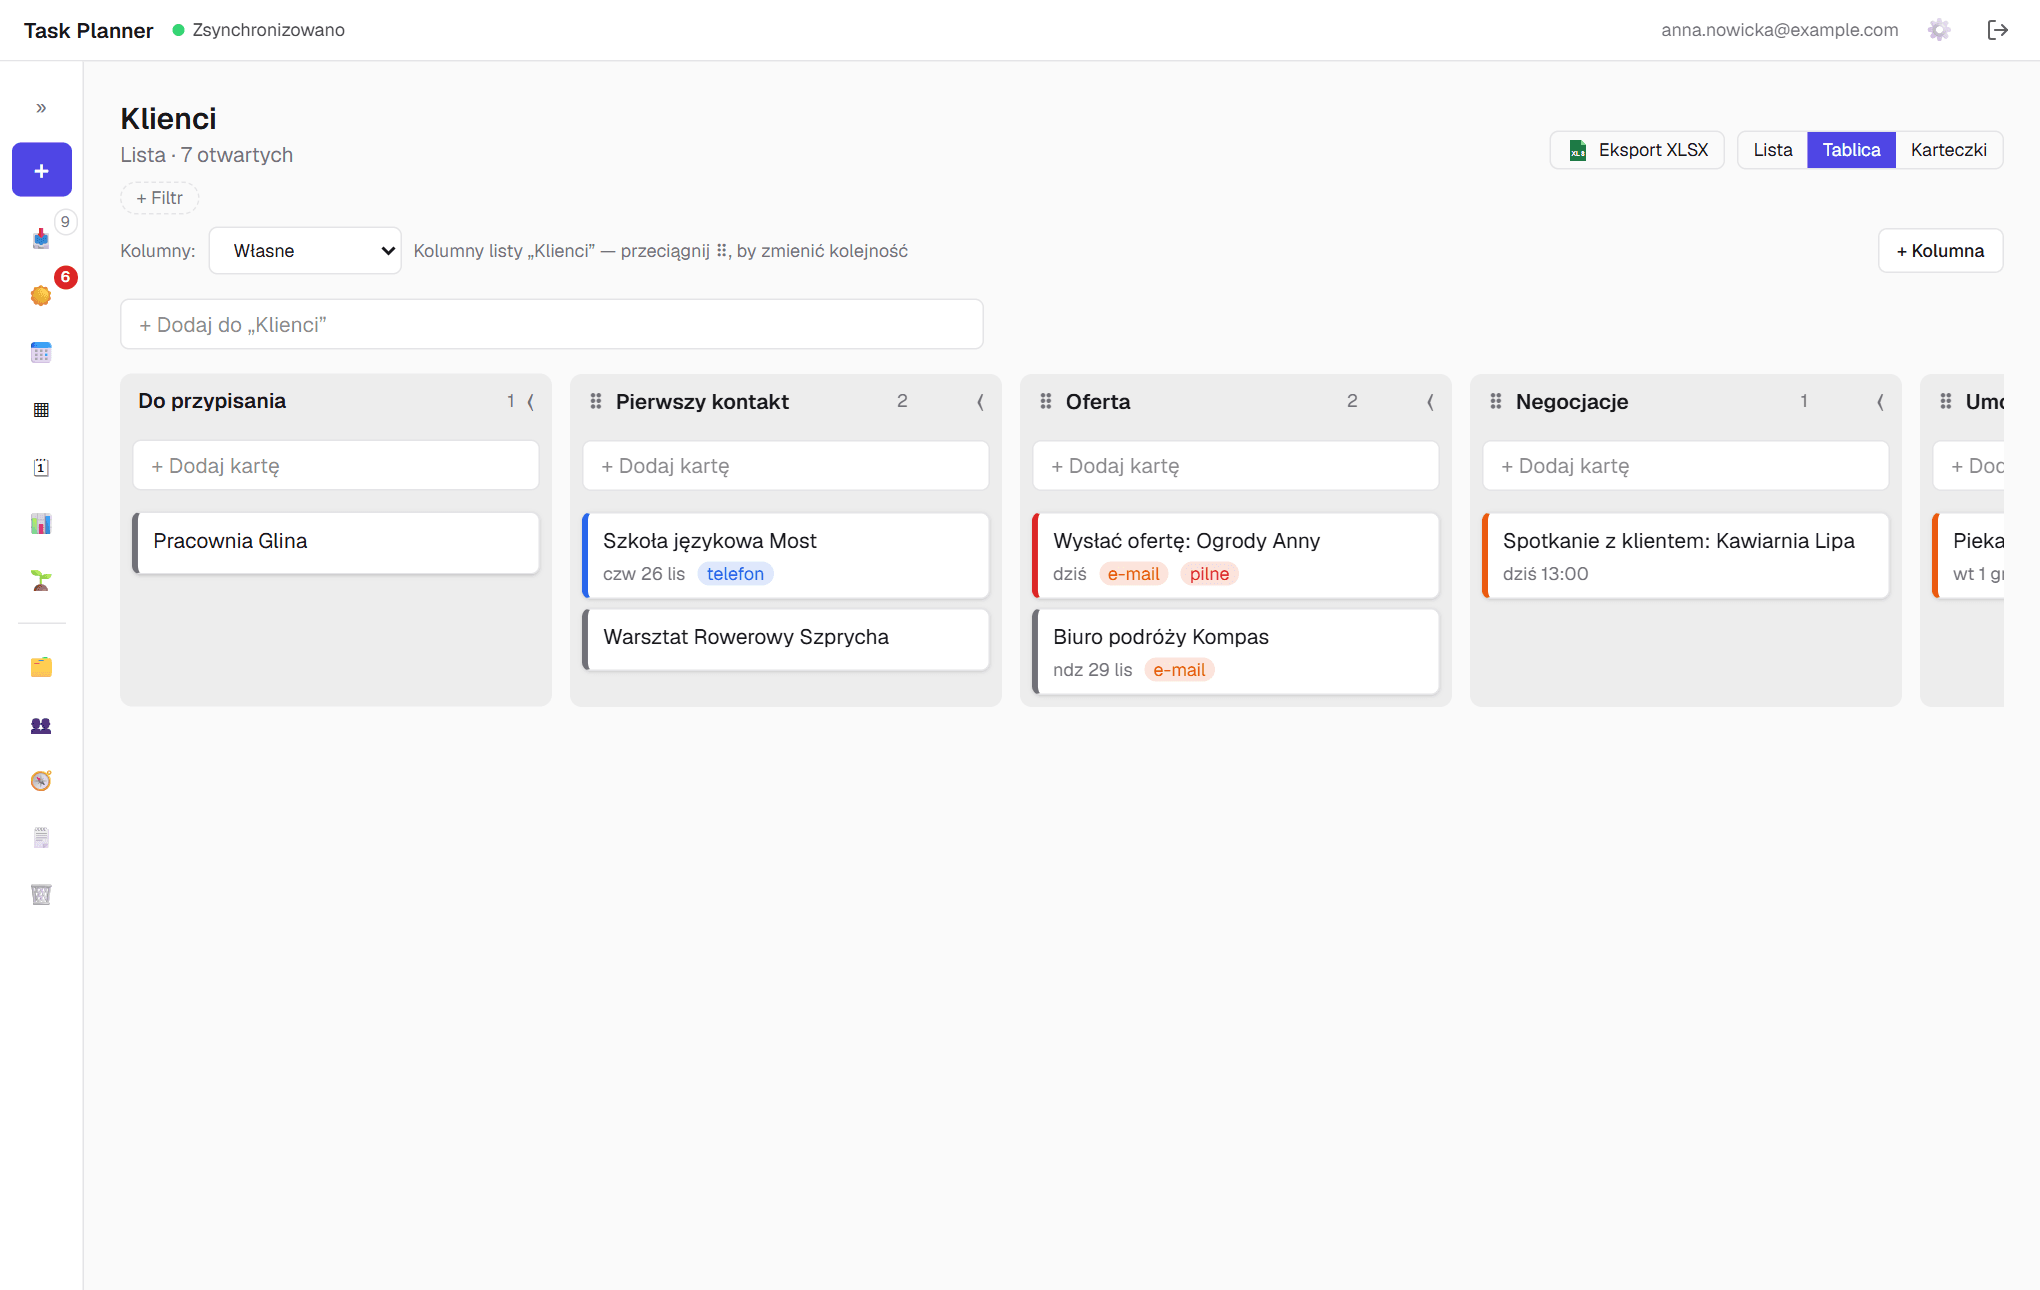 Task Planner
Zsynchronizowano
anna.nowicka@example.com
»
+
9
6
1
Klienci
Lista · 7 otwartych
Eksport XLSX
Lista
Tablica
Karteczki
+ Filtr
Kolumny:
Własne
Kolumny listy „Klienci” — przeciągnij ⠿, by zmienić kolejność
+ Kolumna
+ Dodaj do „Klienci”
Do przypisania 1
+ Dodaj kartę
Pracownia Glina
Pierwszy kontakt 2
+ Dodaj kartę
Szkoła językowa Most
czw 26 lis telefon
Warsztat Rowerowy Szprycha
Oferta 2
+ Dodaj kartę
Wysłać ofertę: Ogrody Anny
dziś e-mail pilne
Biuro podróży Kompas
ndz 29 lis e-mail
Negocjacje 1
+ Dodaj kartę
Spotkanie z klientem: Kawiarnia Lipa
dziś 13:00
+
wt 1